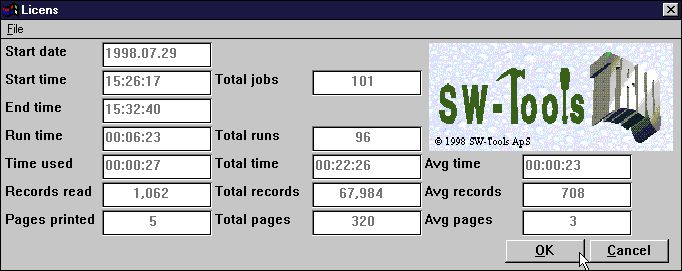 Licens
File
Start date 1998.07.29
Start time 15:26:17 Total jobs 101
End time 15:32:40
Run time 00:06:23 Total runs 96
SW-Tools TRIO
© 1998 SW-Tools ApS
Time used 00:00:27 Total time 00:22:26 Avg time 00:00:23
Records read 1,062 Total records 67,984 Avg records 708
Pages printed 5 Total pages 320 Avg pages 3
OK Cancel